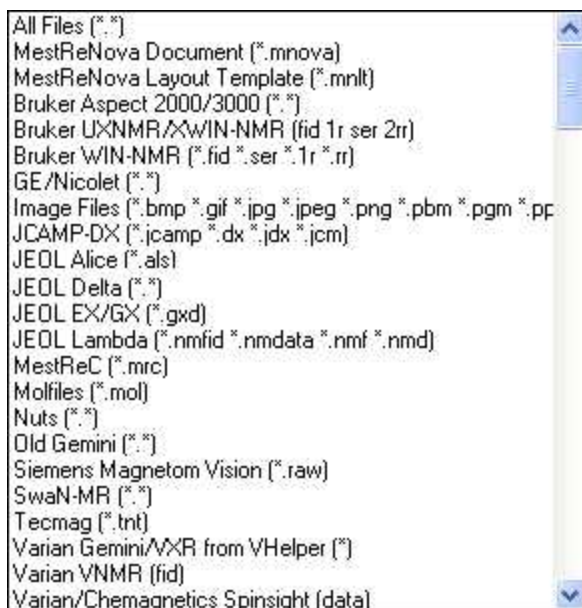 All Files (*.*)
MestReNova Document (*.mnova)
MestReNova Layout Template (*.mnlt)
Bruker Aspect 2000/3000 (*.*)
Bruker UXNMR/XWIN-NMR (fid 1r ser 2rr)
Bruker WIN-NMR (*.fid *.ser *.1r *.rr)
GE/Nicolet (*.*)
Image Files (*.bmp *.gif *.jpg *.jpeg *.png *.pbm *.pgm *.pp
JCAMP-DX (*.jcamp *.dx *.jdx *.jcm)
JEOL Alice (*.als)
JEOL Delta (*.*)
JEOL EX/GX (*.gxd)
JEOL Lambda (*.nmfid *.nmdata *.nmf *.nmd)
MestReC (*.mrc)
Molfiles (*.mol)
Nuts (*.*)
Old Gemini (*.*)
Siemens Magnetom Vision (*.raw)
SwaN-MR (*.*)
Tecmag (*.tnt)
Varian Gemini/VXR from VHelper (*)
Varian VNMR (fid)
Varian/Chemagnetics Spinsight (data)